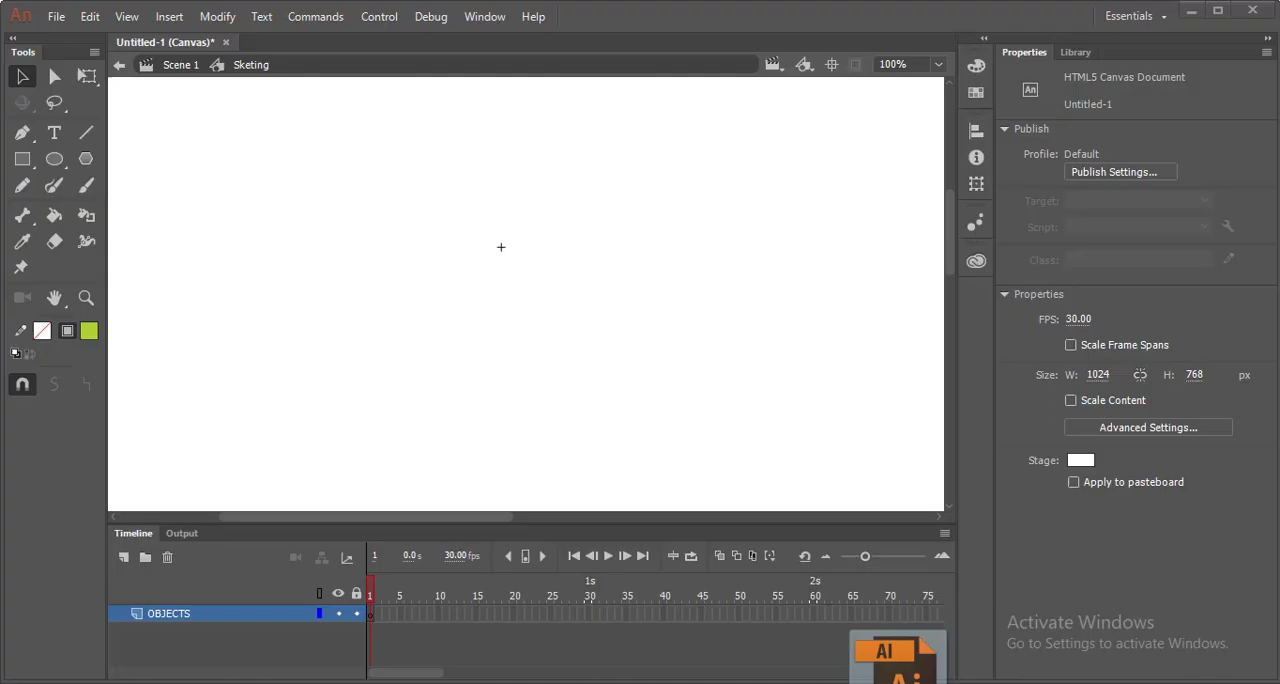 An File Edit View Insert Modify Text Commands Control Debug Window Help Essentials
Untitled-1 (Canvas)*
Tools
Properties Library
Scene 1 Sketing 100%
HTML5 Canvas Document
An
Untitled-1
Publish
Profile: Default
Publish Settings...
Target:
Script:
Class:
Properties
FPS: 30.00
Scale Frame Spans
Size: W: 1024 H: 768 px
Scale Content
Advanced Settings...
Stage:
Apply to pasteboard
Timeline Output
1 0.0 s 30.00 fps
1s 2s
1 5 10 15 20 25 30 35 40 45 50 55 60 65 70 75
OBJECTS
AI
Ai
Activate Windows
Go to Settings to activate Windows.